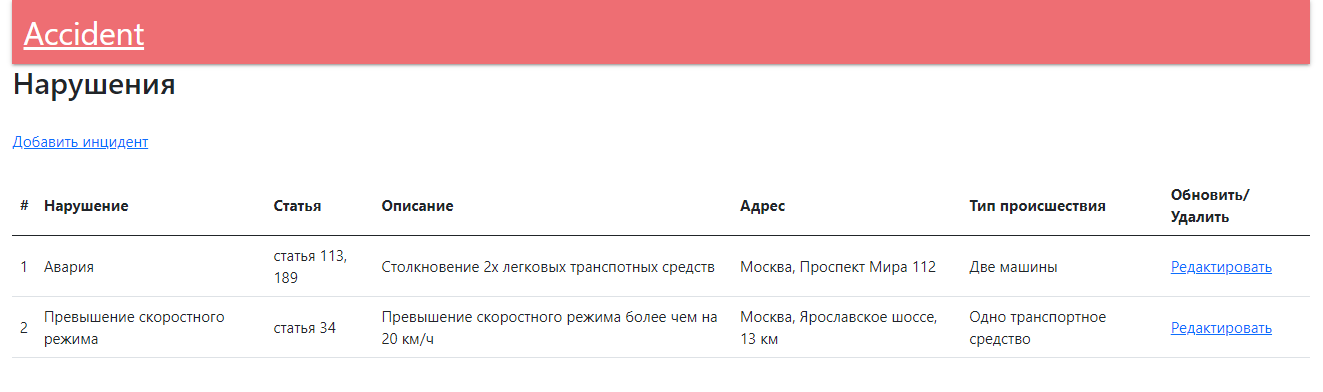 Accident
Нарушения
Добавить инцидент
# Нарушение Статья Описание Адрес Тип происшествия Обновить/
Удалить
1 Авария статья 113,
189 Столкновение 2х легковых транспотных средств Москва, Проспект Мира 112 Две машины Редактировать
2 Превышение скоростного
режима статья 34 Превышение скоростного режима более чем на
20 км/ч Москва, Ярославское шоссе,
13 км Одно транспортное
средство Редактировать